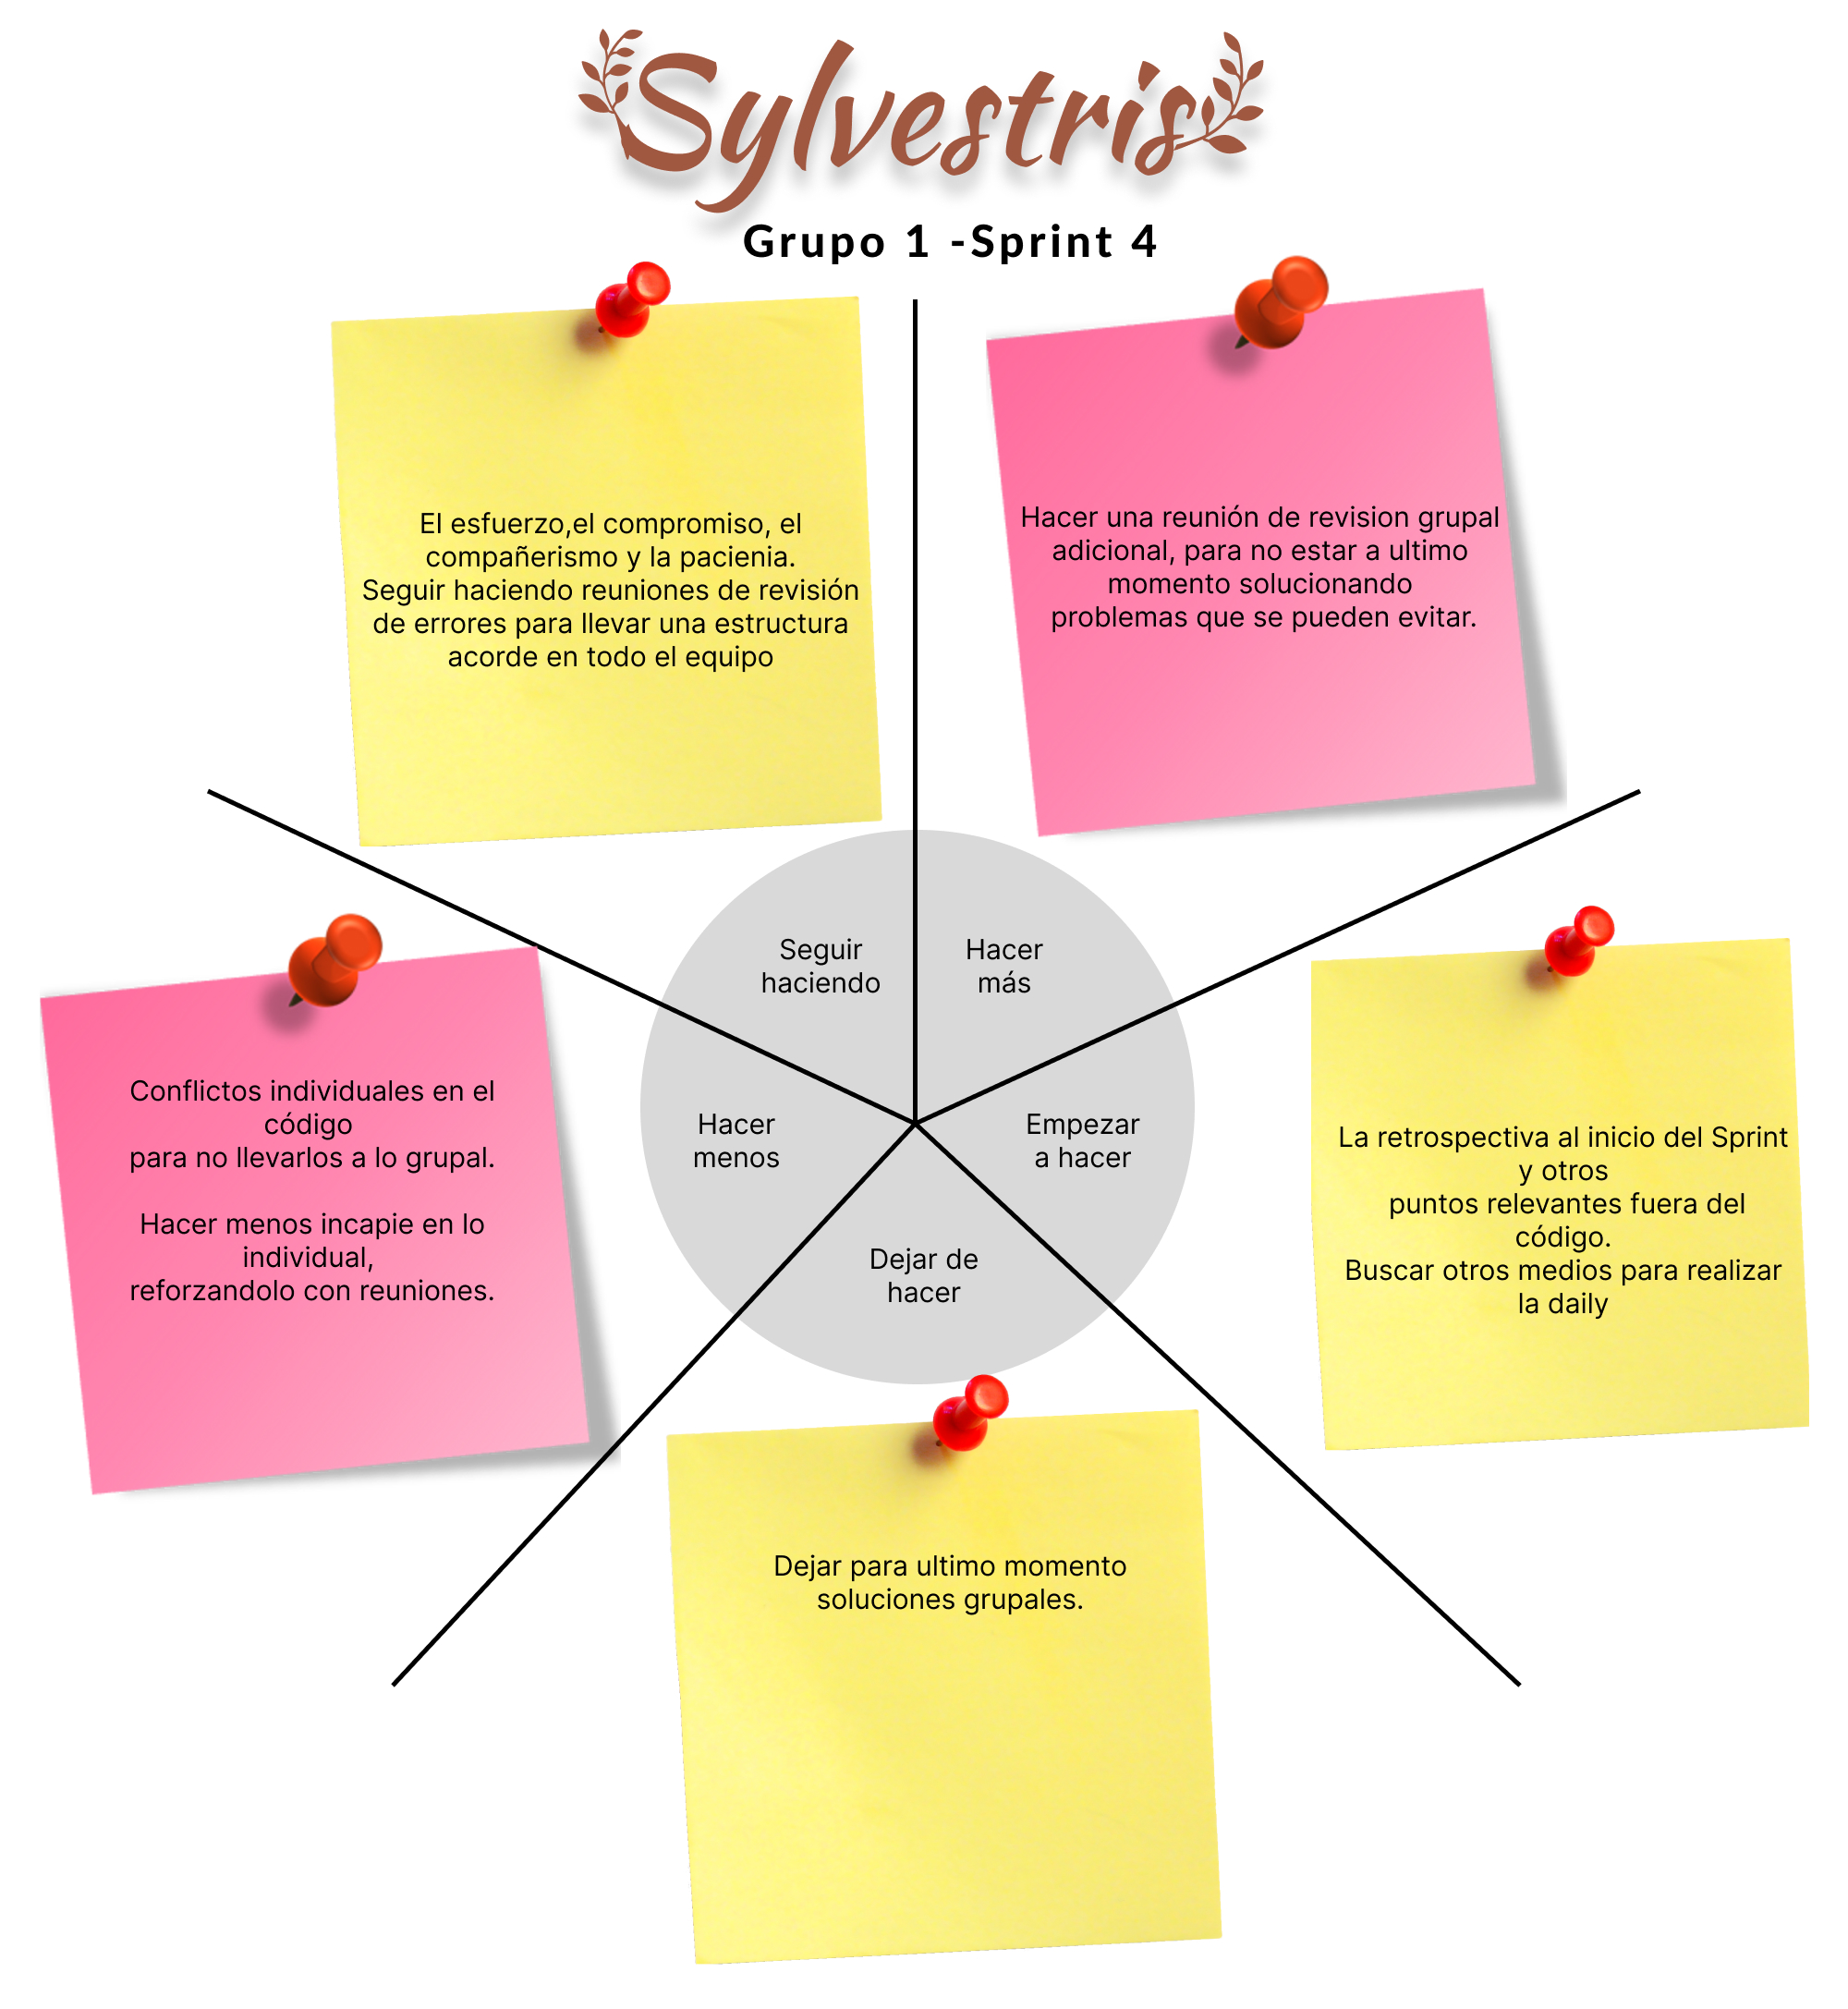 Sylvestris
Grupo 1 -Sprint 4
El esfuerzo,el compromiso, el
compañerismo y la pacienia.
Seguir haciendo reuniones de revisión
de errores para llevar una estructura
acorde en todo el equipo
Hacer una reunión de revision grupal
adicional, para no estar a ultimo
momento solucionando
problemas que se pueden evitar.
Seguir
haciendo
Hacer
más
Conflictos individuales en el
código
para no llevarlos a lo grupal.
Hacer menos incapie en lo
individual,
reforzandolo con reuniones.
Hacer
menos
Empezar
a hacer
La retrospectiva al inicio del Sprint
y otros
puntos relevantes fuera del
código.
Buscar otros medios para realizar
la daily
Dejar de
hacer
Dejar para ultimo momento
soluciones grupales.